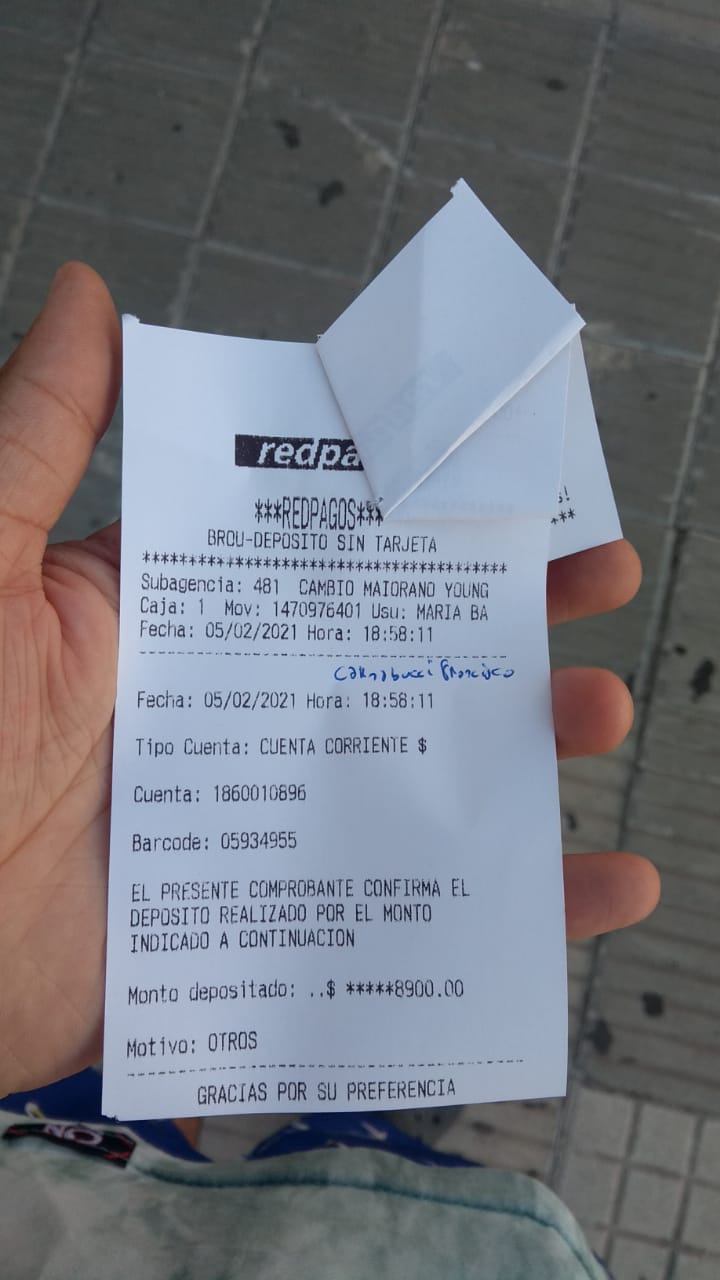 redpa
***REDPAGOS***
BROU-DEPOSITO SIN TARJETA
****************************************
Subagencia: 481 CAMBIO MAIORANO YOUNG
Caja: 1 Mov: 1470976401 Usu: MARIA BA
Fecha: 05/02/2021 Hora: 18:58:11
Carnabucci Francisco
Fecha: 05/02/2021 Hora: 18:58:11
Tipo Cuenta: CUENTA CORRIENTE $
Cuenta: 1860010896
Barcode: 05934955
EL PRESENTE COMPROBANTE CONFIRMA EL
DEPOSITO REALIZADO POR EL MONTO
INDICADO A CONTINUACION
Monto depositado: ..$ *****8900.00
Motivo: OTROS
GRACIAS POR SU PREFERENCIA
s!
***
NO